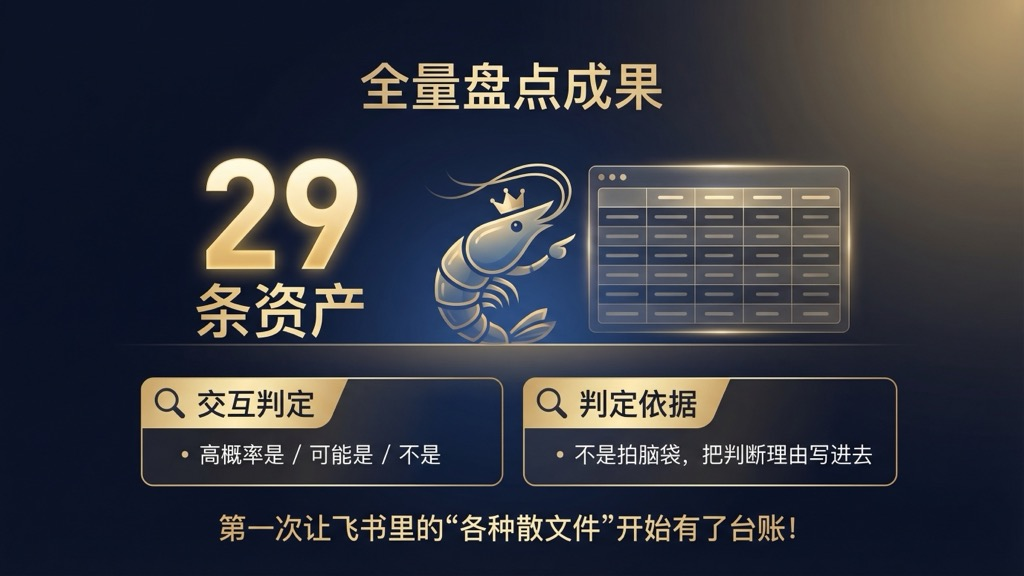 全量盘点成果
29
条资产
交互判定
• 高概率是 / 可能是 / 不是
判定依据
• 不是拍脑袋，把判断理由写进去
第一次让飞书里的“各种散文件”开始有了台账！